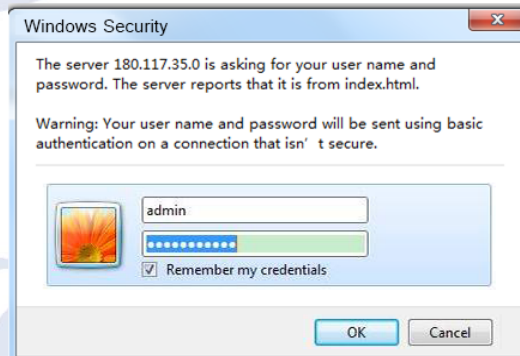 Windows Security
The server 180.117.35.0 is asking for your user name and
password. The server reports that it is from index.html.
Warning: Your user name and password will be sent using basic
authentication on a connection that isn' t secure.
admin
•••••••••••
Remember my credentials
OK
Cancel